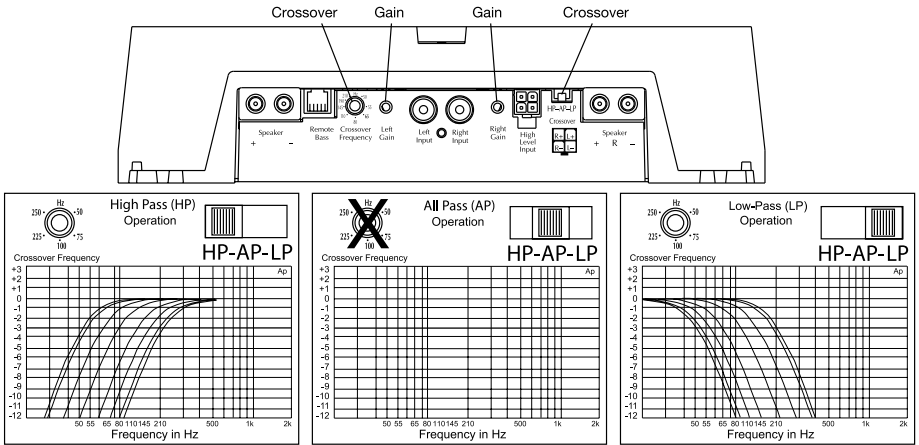 Crossover Gain Gain Crossover
HP-AP-LP
Speaker
+ -
Remote
Bass
Crossover
Frequency
Left
Gain
Left
Input
Right
Input
Right
Gain
High
Level
Input
Crossover
R+ L+
R- L-
Speaker
+ R -
High Pass (HP)
Operation
Hz
250 50
225 75
100
HP-AP-LP
Crossover Frequency
Ap
+3
+2
+1
0
-1
-2
-3
-4
-5
-6
-7
-8
-9
-10
-11
-12
50 55 65 80 110 145 210 500 1k 2k
Frequency in Hz
All Pass (AP)
Operation
Hz
250 50
225 75
100
HP-AP-LP
Crossover Frequency
Ap
+3
+2
+1
0
-1
-2
-3
-4
-5
-6
-7
-8
-9
-10
-11
-12
50 55 65 80 110 145 210 500 1k 2k
Frequency in Hz
Low-Pass (LP)
Operation
Hz
250 50
225 75
100
HP-AP-LP
Crossover Frequency
Ap
+3
+2
+1
0
-1
-2
-3
-4
-5
-6
-7
-8
-9
-10
-11
-12
50 55 65 80 110 145 210 500 1k 2k
Frequency in Hz